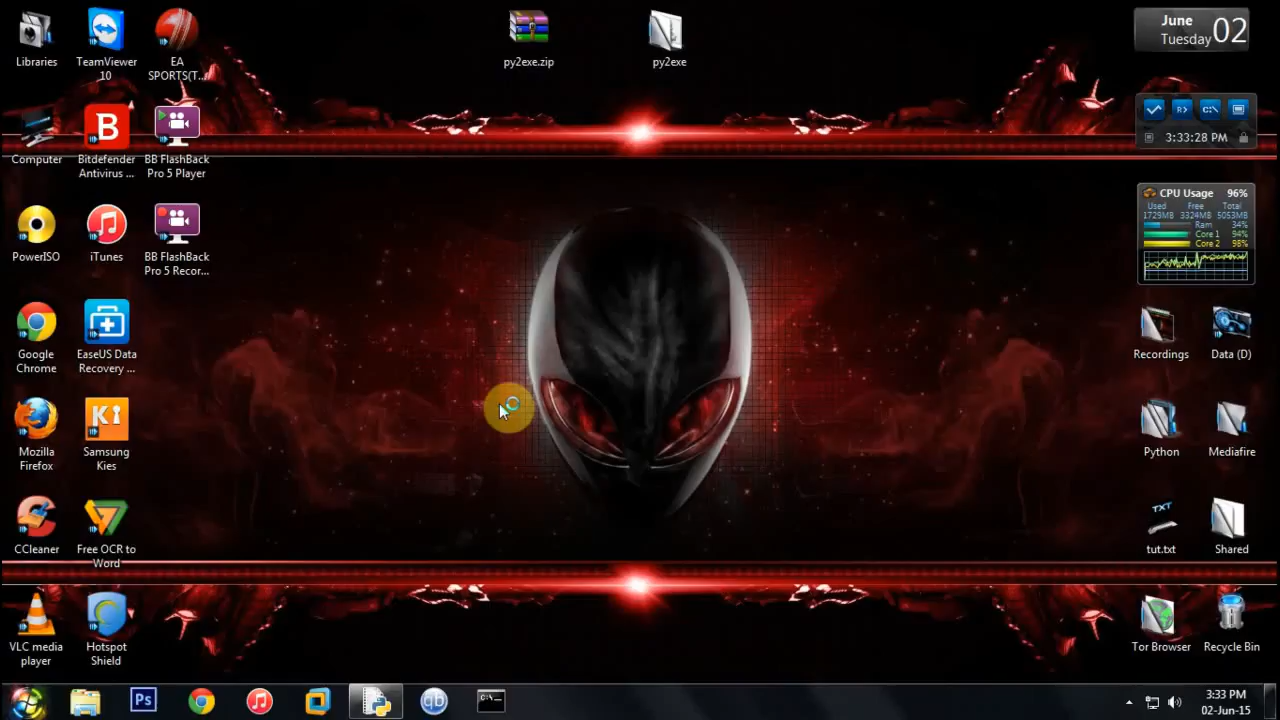 Libraries
TeamViewer
10
EA
SPORTS(T...
py2exe.zip
py2exe
June
Tuesday
02
B
Computer
Bitdefender
Antivirus ...
BB FlashBack
Pro 5 Player
R>
C:\
3:33:28 PM
PowerISO
iTunes
BB FlashBack
Pro 5 Recor...
CPU Usage 96%
Used Free Total
1729MB 3324MB 5053MB
Ram 34%
Core 1 94%
Core 2 98%
Google
Chrome
EaseUS Data
Recovery ...
Recordings
Data (D)
Mozilla
Firefox
Ki
Samsung
Kies
Python
Mediafire
CCleaner
Free OCR to
Word
TXT
tut.txt
Shared
VLC media
player
Hotspot
Shield
Tor Browser
Recycle Bin
Ps
qb
C:\.
3:33 PM
02-Jun-15